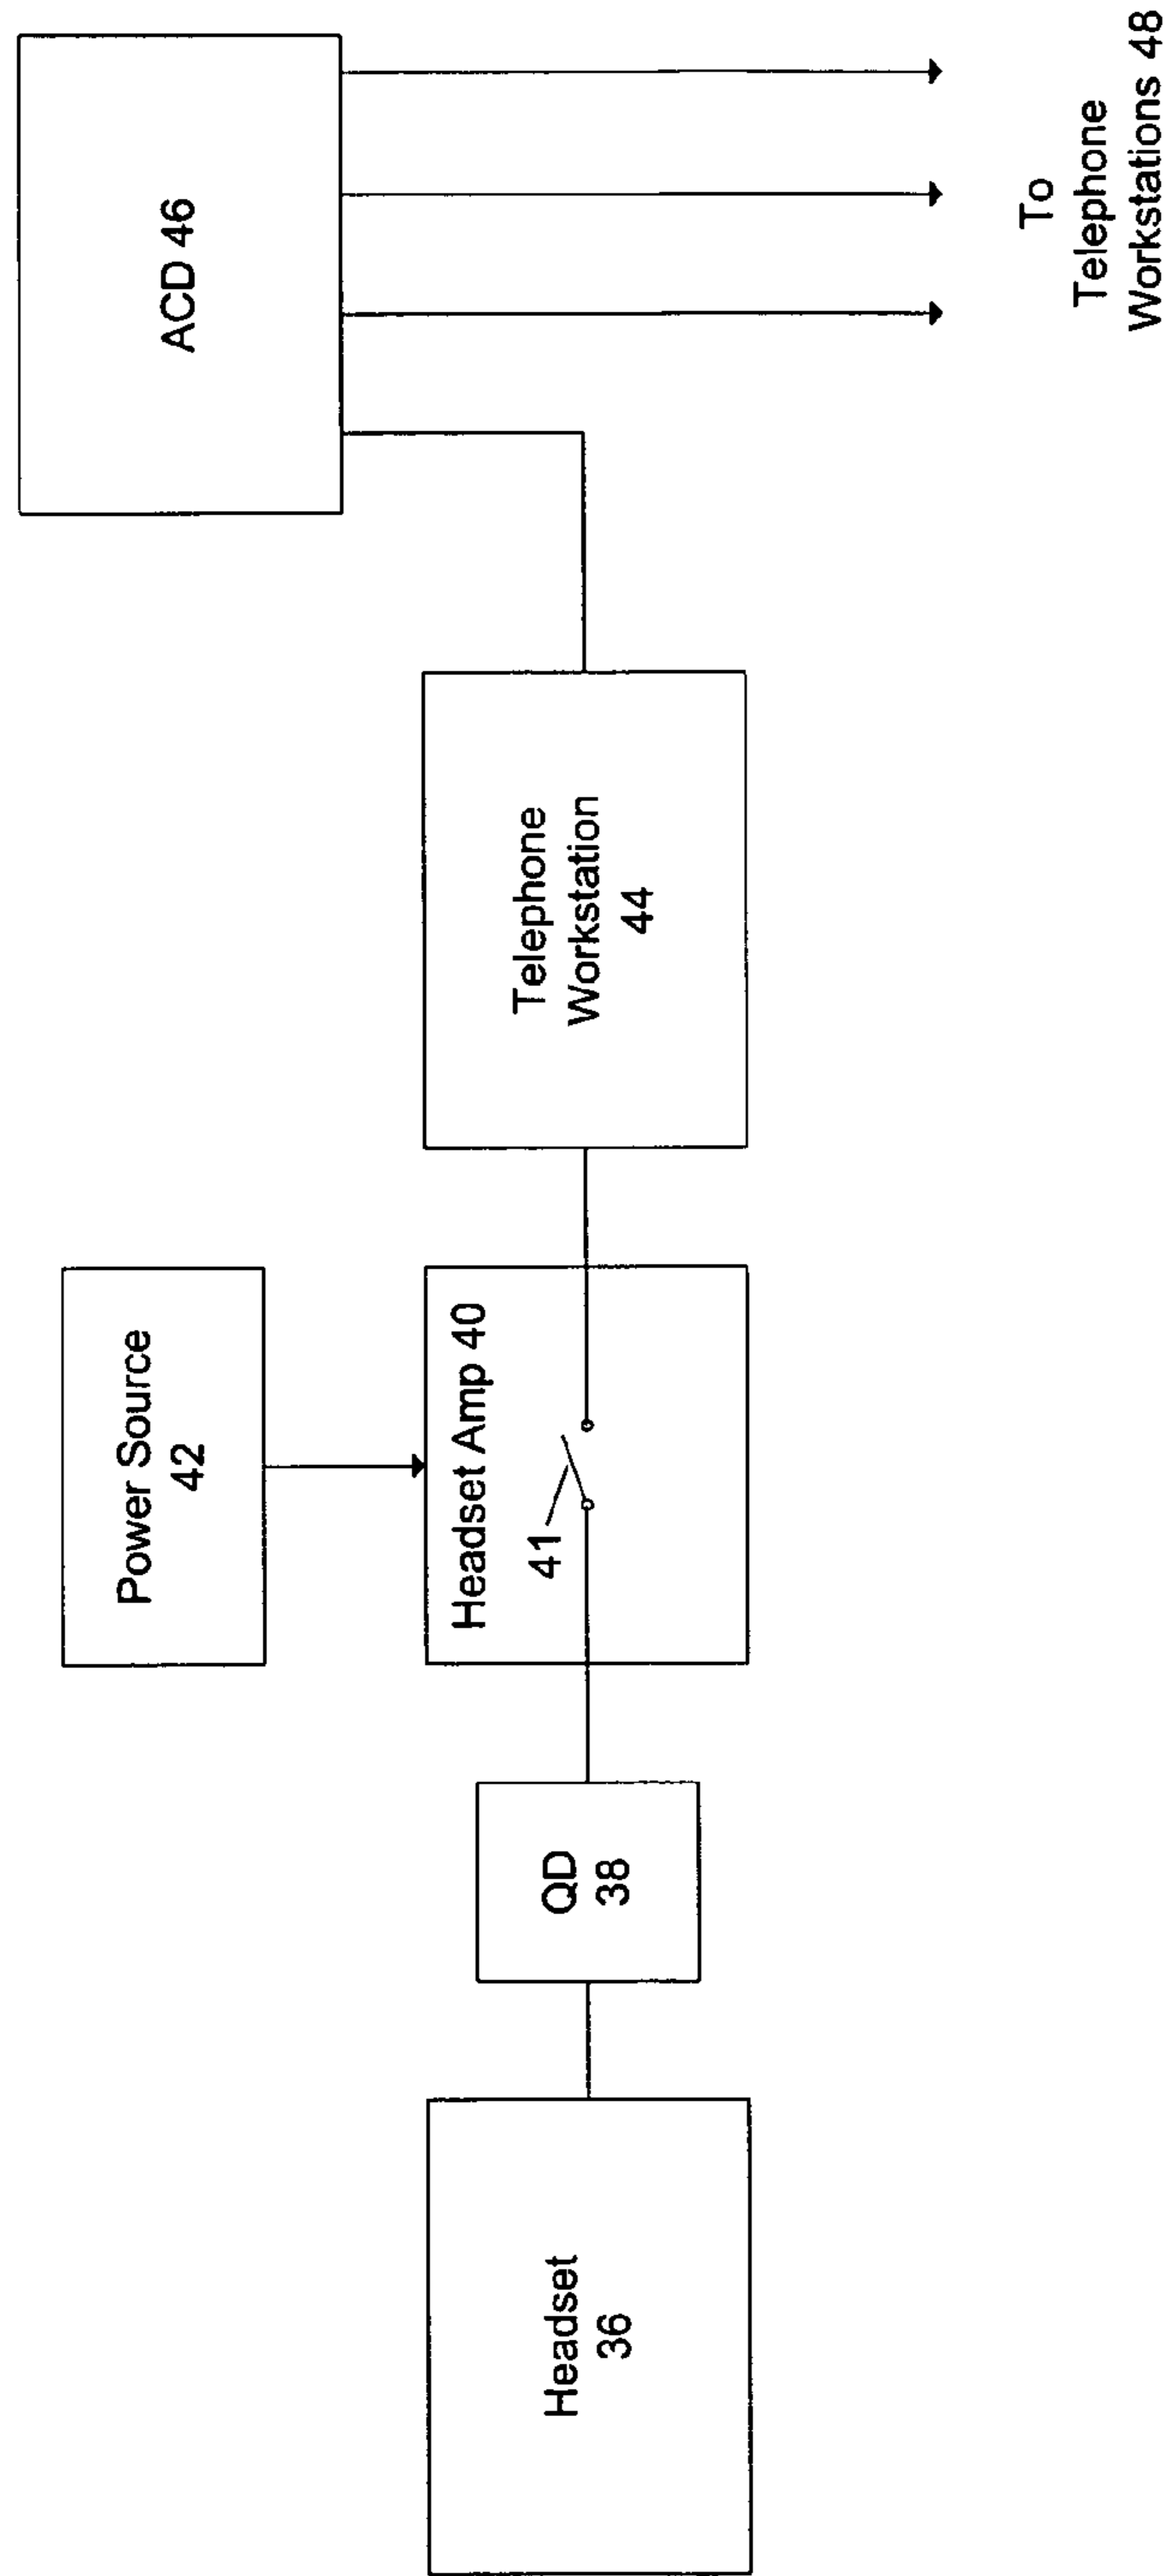 Power Source
42
ACD 46
Headset
36
QD
38
Headset Amp 40
41
Telephone
Workstation
44
To
Telephone
Workstations 48